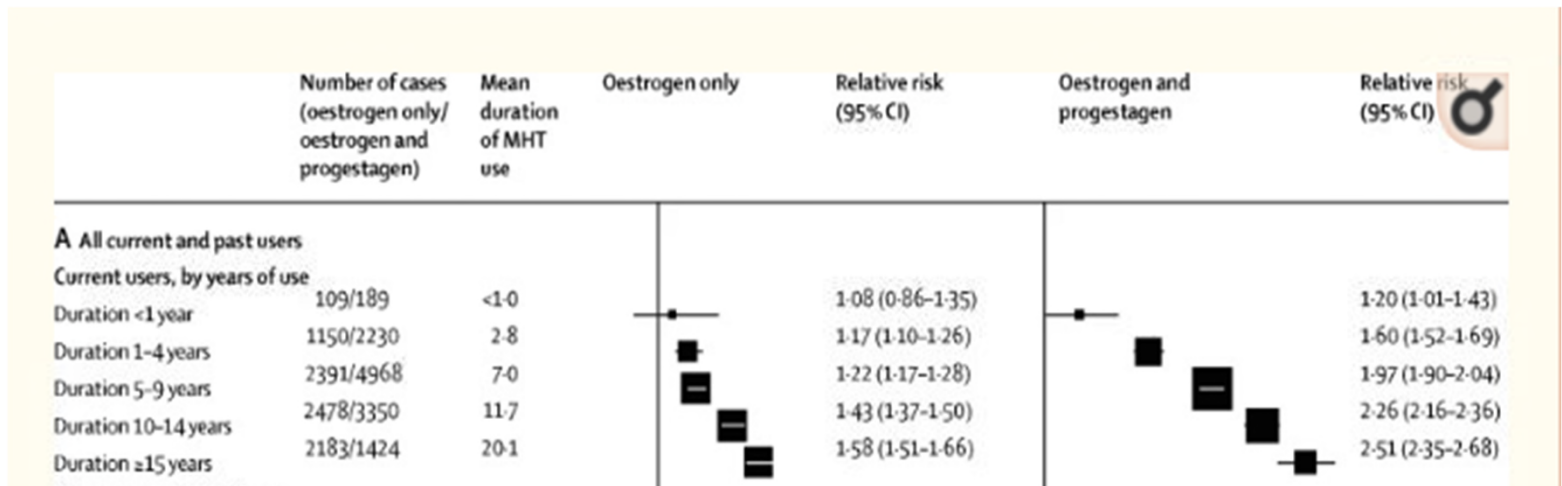 Number of cases (oestrogen only/ oestrogen and progestagen)
Mean duration of MHT use
Oestrogen only
Relative risk (95% CI)
Oestrogen and progestagen
Relative risk (95% CI)
A All current and past users
Current users, by years of use
Duration <1 year 109/189 <1·0 1·08 (0·86–1·35) 1·20 (1·01–1·43)
Duration 1–4 years 1150/2230 2·8 1·17 (1·10–1·26) 1·60 (1·52–1·69)
Duration 5–9 years 2391/4968 7·0 1·22 (1·17–1·28) 1·97 (1·90–2·04)
Duration 10–14 years 2478/3350 11·7 1·43 (1·37–1·50) 2·26 (2·16–2·36)
Duration ≥15 years 2183/1424 20·1 1·58 (1·51–1·66) 2·51 (2·35–2·68)